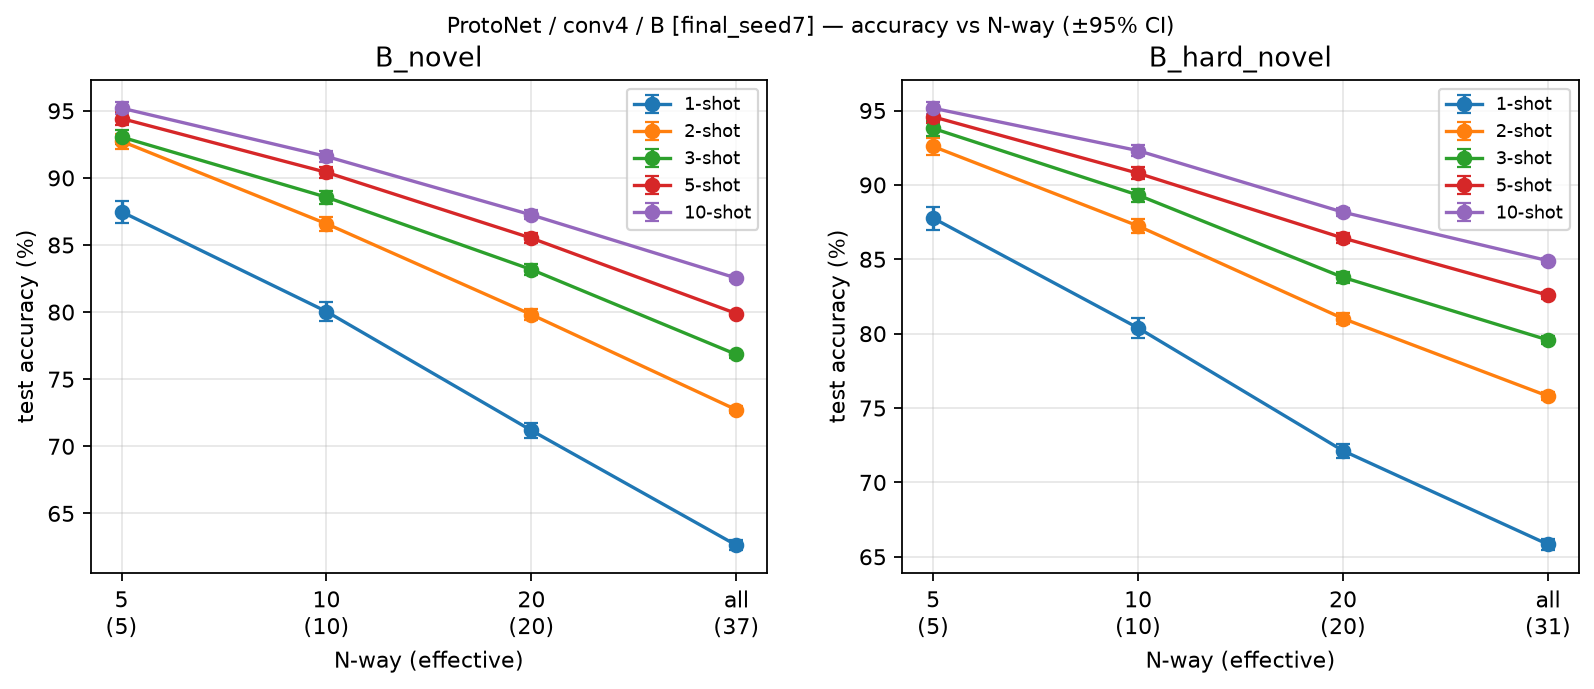 ProtoNet / conv4 / B [final_seed7] — accuracy vs N-way (±95% CI)
B_novel
test accuracy (%)
95
90
85
80
75
70
65
1-shot
2-shot
3-shot
5-shot
10-shot
5
(5)
10
(10)
20
(20)
all
(37)
N-way (effective)
B_hard_novel
test accuracy (%)
95
90
85
80
75
70
65
1-shot
2-shot
3-shot
5-shot
10-shot
5
(5)
10
(10)
20
(20)
all
(31)
N-way (effective)